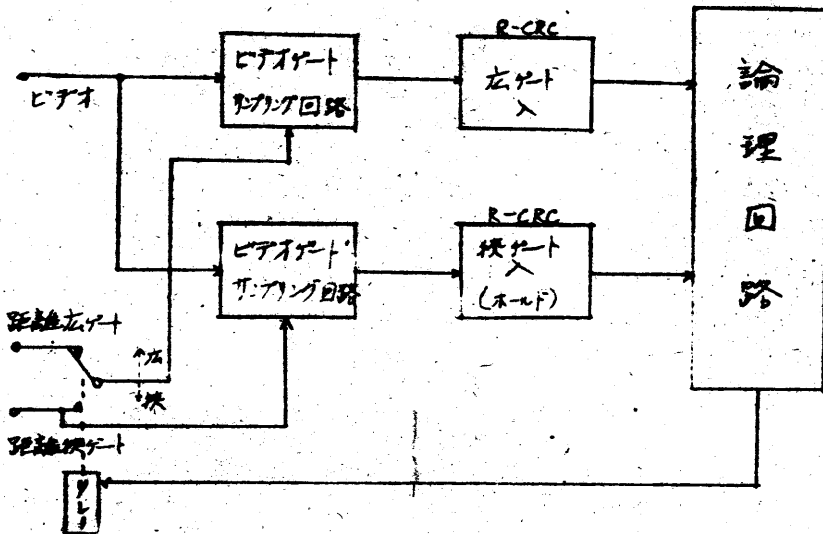 ビデオ
ビデオゲート
サンプリング回路
R-CRC
広ゲート
入
論理回路
ビデオゲート
サンプリング回路
R-CRC
狭ゲート
入
(ホールド)
距離広ゲート
広
狭
距離狭ゲート
リレー